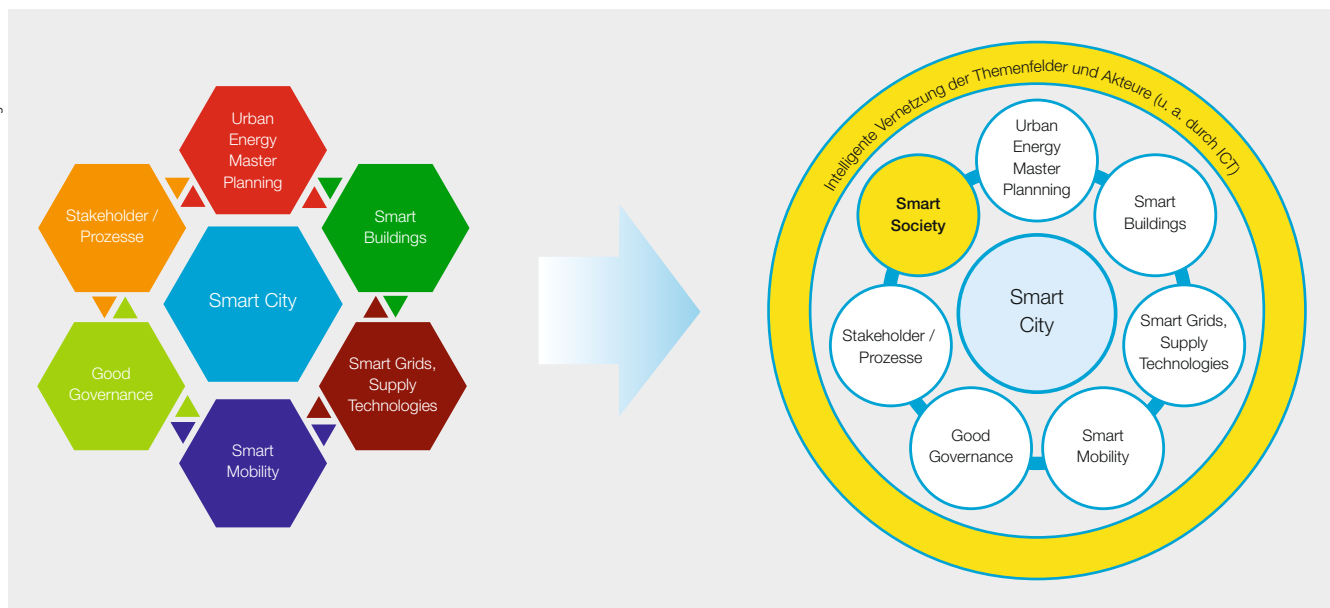 Urban
Energy
Master
Planning
Stakeholder /
Prozesse
Smart
Buildings
Smart City
Good
Governance
Smart Grids,
Supply
Technologies
Smart
Mobility
Intelligente Vernetzung der Themenfelder und Akteure (u. a. durch ICT)
Urban
Energy
Master
Plannning
Smart
Society
Smart
Buildings
Smart
City
Stakeholder /
Prozesse
Smart Grids,
Supply
Technologies
Good
Governance
Smart
Mobility